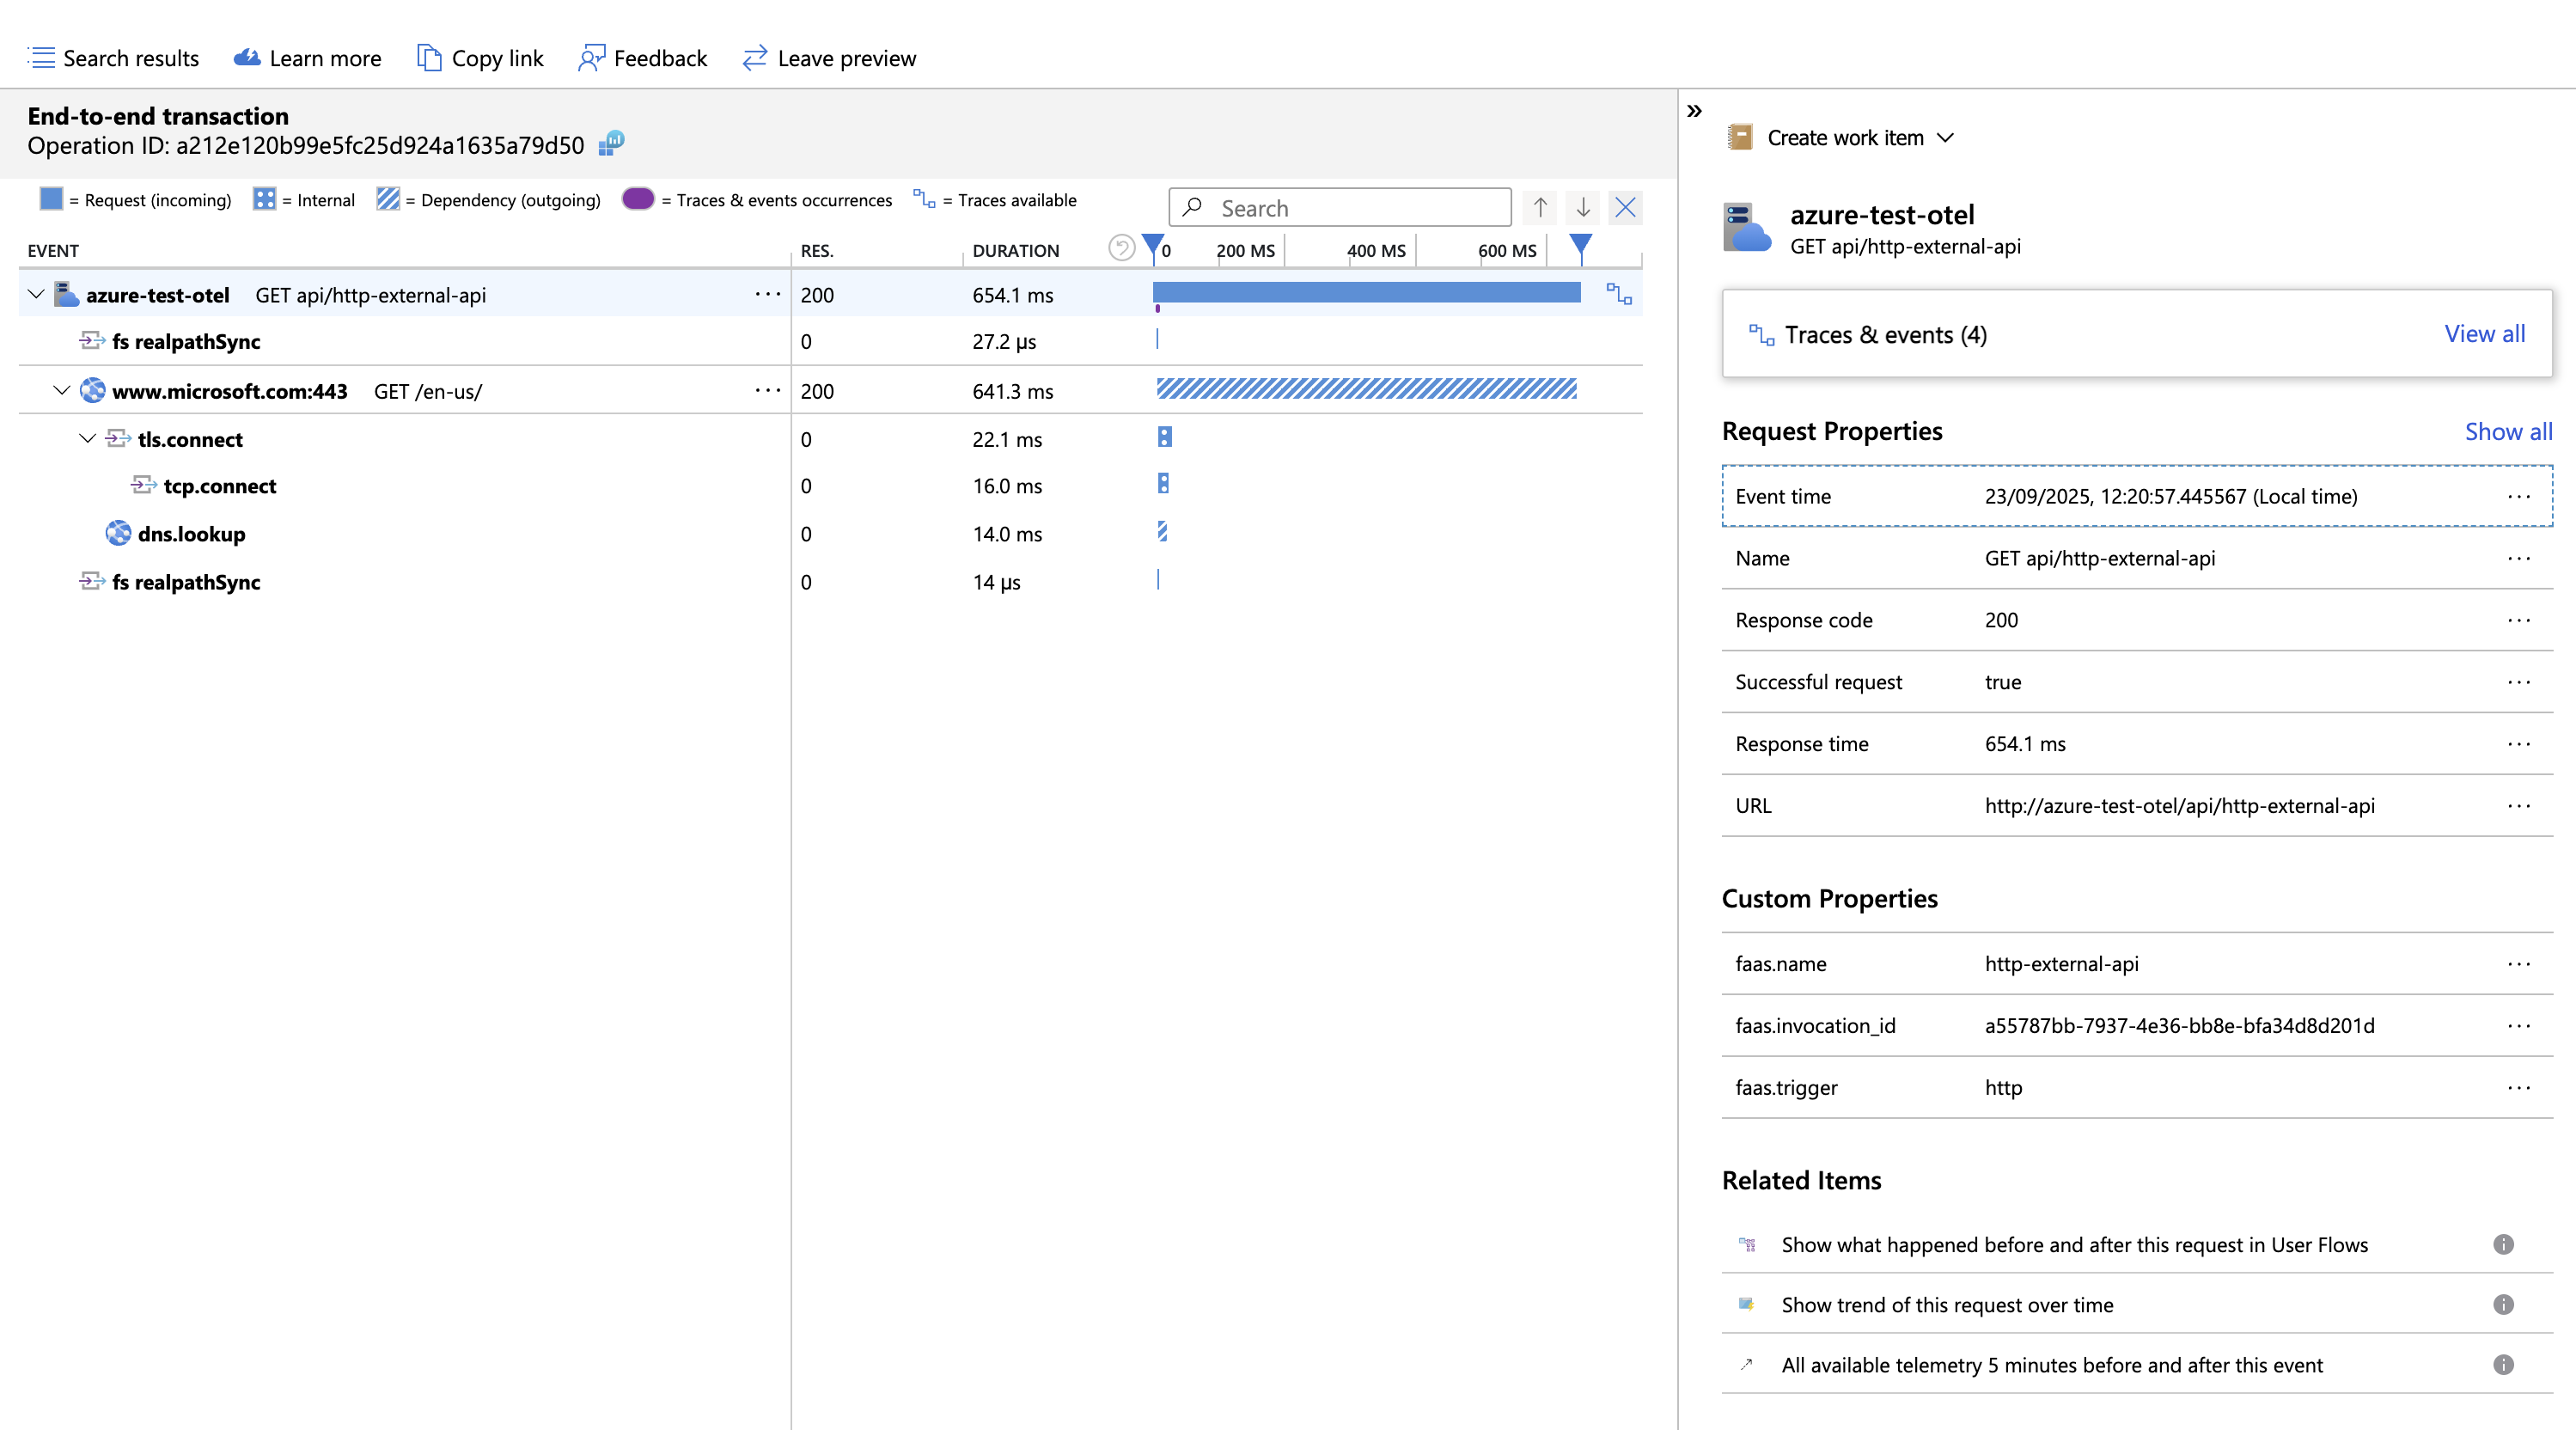 Search results Learn more Copy link Feedback Leave preview
End-to-end transaction
Operation ID: a212e120b99e5fc25d924a1635a79d50
= Request (incoming) = Internal = Dependency (outgoing) = Traces & events occurrences = Traces available
Search
EVENT RES. DURATION 0 200 MS 400 MS 600 MS
azure-test-otel GET api/http-external-api ... 200 654.1 ms
fs realpathSync 0 27.2 µs
www.microsoft.com:443 GET /en-us/ ... 200 641.3 ms
tls.connect 0 22.1 ms
tcp.connect 0 16.0 ms
dns.lookup 0 14.0 ms
fs realpathSync 0 14 µs
Create work item
azure-test-otel
GET api/http-external-api
Traces & events (4) View all
Request Properties Show all
Event time 23/09/2025, 12:20:57.445567 (Local time) ...
Name GET api/http-external-api ...
Response code 200 ...
Successful request true ...
Response time 654.1 ms ...
URL http://azure-test-otel/api/http-external-api ...
Custom Properties
faas.name http-external-api ...
faas.invocation_id a55787bb-7937-4e36-bb8e-bfa34d8d201d ...
faas.trigger http ...
Related Items
Show what happened before and after this request in User Flows
Show trend of this request over time
All available telemetry 5 minutes before and after this event